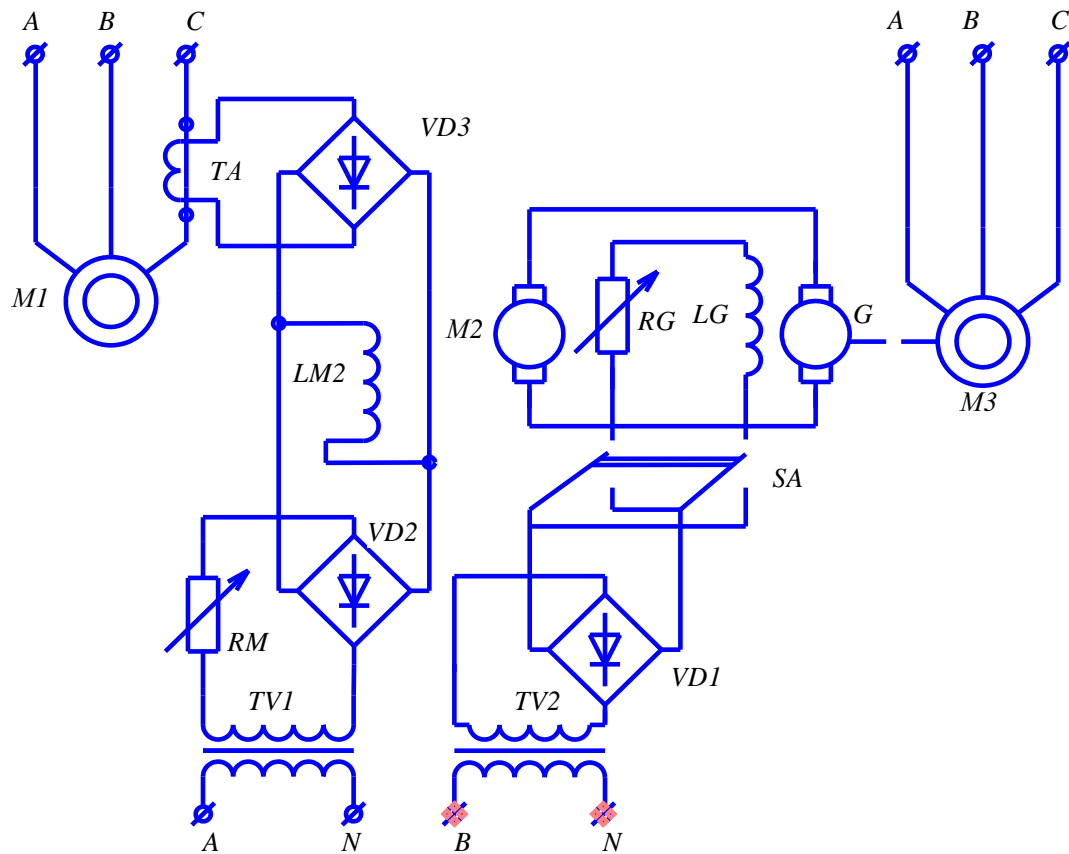 A B C A B C
VD3
TA
M1 M2 RG LG G
LM2 M3
SA
VD2
RM VD1
TV1 TV2
A N B N